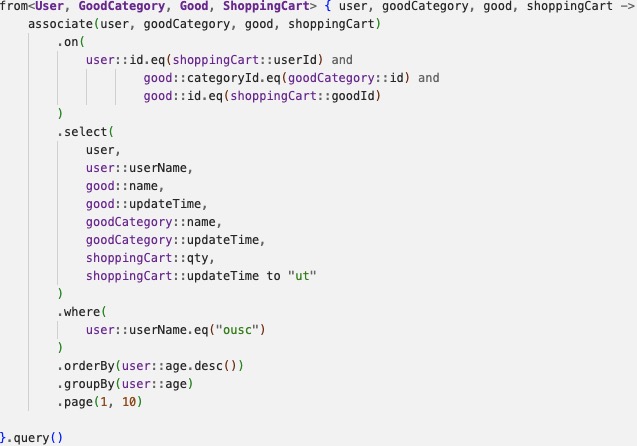 from<User, GoodCategory, Good, ShoppingCart> { user, goodCategory, good, shoppingCart ->
    associate(user, goodCategory, good, shoppingCart)
        .on(
            user::id.eq(shoppingCart::userId) and
                    good::categoryId.eq(goodCategory::id) and
                    good::id.eq(shoppingCart::goodId)
        )
        .select(
            user,
            user::userName,
            good::name,
            good::updateTime,
            goodCategory::name,
            goodCategory::updateTime,
            shoppingCart::qty,
            shoppingCart::updateTime to "ut"
        )
        .where(
            user::userName.eq("ousc")
        )
        .orderBy(user::age.desc())
        .groupBy(user::age)
        .page(1, 10)

}.query()